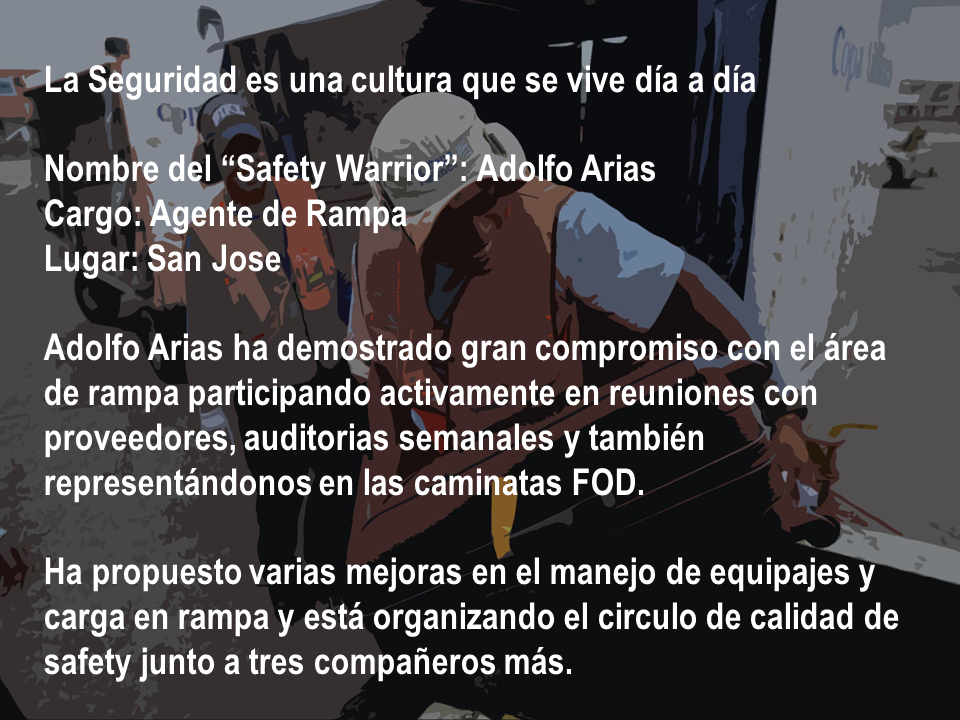 La Seguridad es una cultura que se vive día a día
Nombre del “Safety Warrior”: Adolfo Arias
Cargo: Agente de Rampa
Lugar: San Jose
Adolfo Arias ha demostrado gran compromiso con el área
de rampa participando activamente en reuniones con
proveedores, auditorias semanales y también
representándonos en las caminatas FOD.
Ha propuesto varias mejoras en el manejo de equipajes y
carga en rampa y está organizando el circulo de calidad de
safety junto a tres compañeros más.